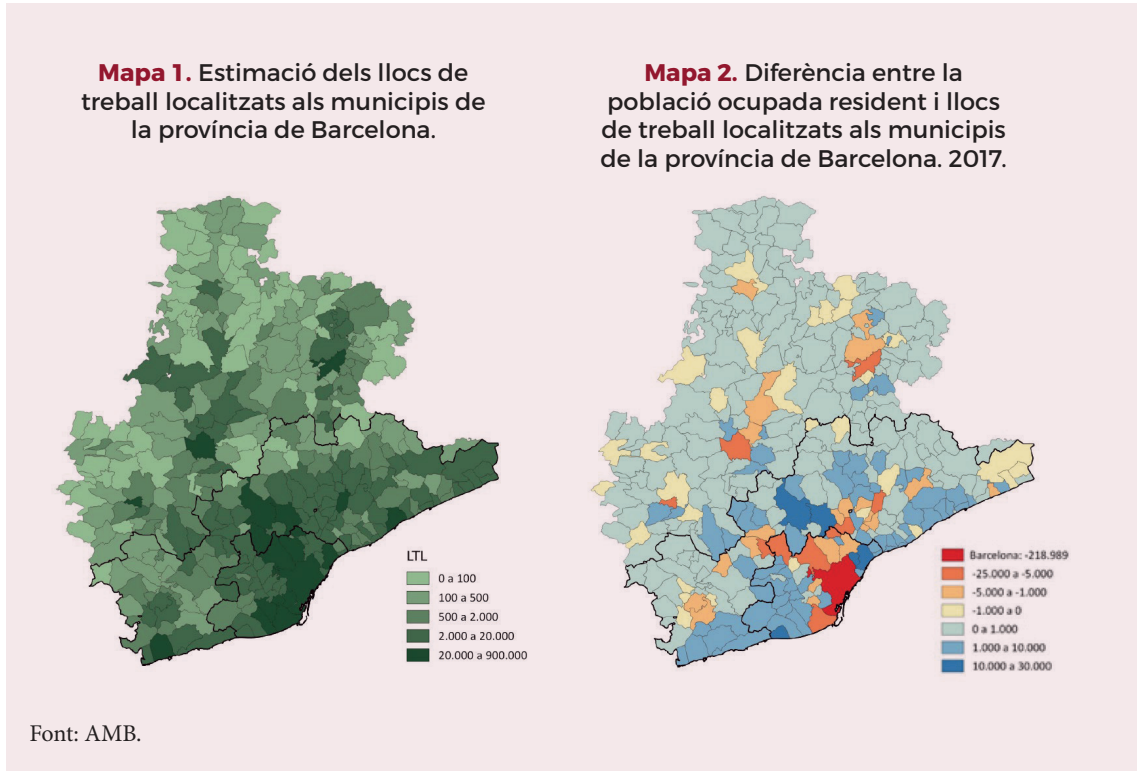 Mapa 1. Estimació dels llocs de
treball localitzats als municipis de
la província de Barcelona.
Mapa 2. Diferència entre la
població ocupada resident i llocs
de treball localitzats als municipis
de la província de Barcelona. 2017.
LTL
0 a 100
100 a 500
500 a 2.000
2.000 a 20.000
20.000 a 900.000
Barcelona: -218.989
-25.000 a -5.000
-5.000 a -1.000
-1.000 a 0
0 a 1.000
1.000 a 10.000
10.000 a 30.000
Font: AMB.